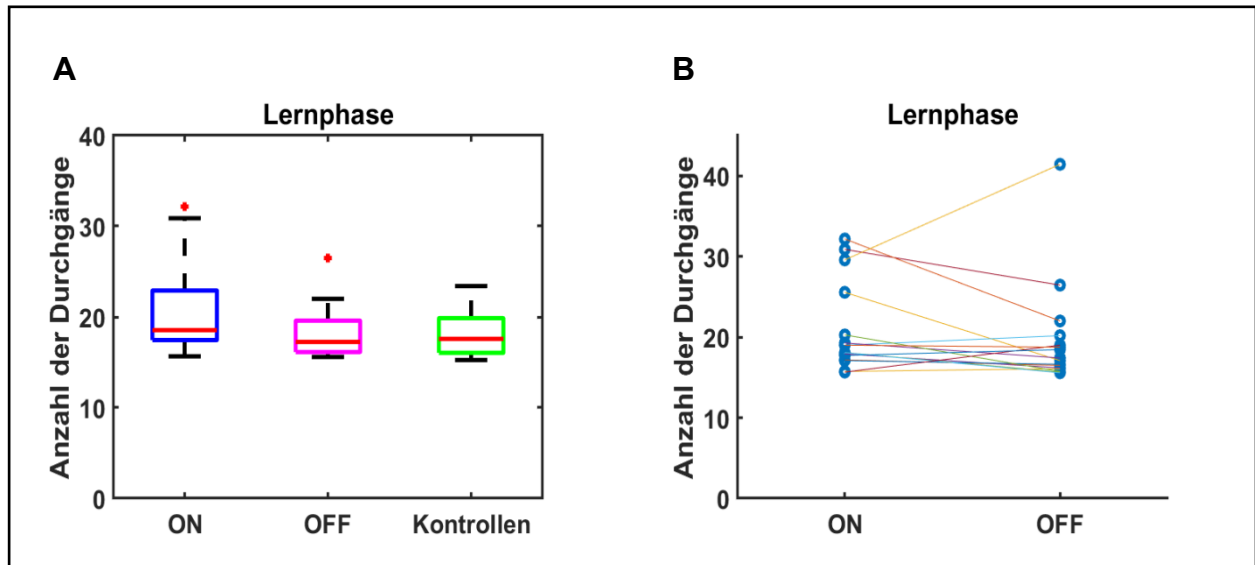 A
Lernphase
Anzahl der Durchgänge
40
30
20
10
0
ON OFF Kontrollen
B
Lernphase
Anzahl der Durchgänge
40
30
20
10
0
ON OFF